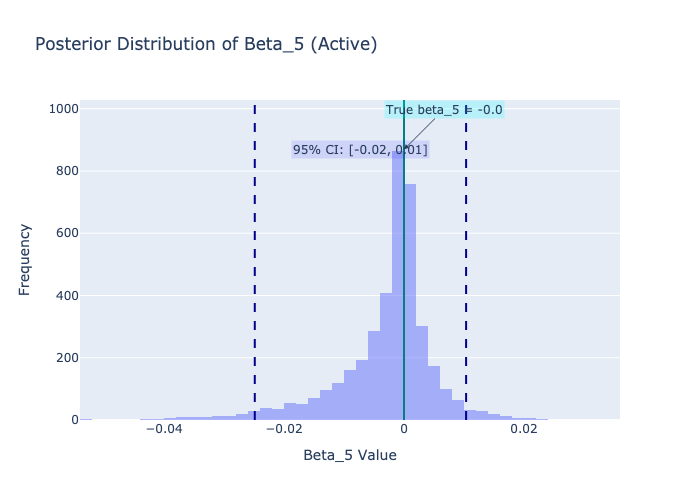 Posterior Distribution of Beta_5 (Active)
True beta_5 = -0.0
95% CI: [-0.02, 0.01]
1000
800
600
400
200
0
Frequency
−0.04
−0.02
0
0.02
Beta_5 Value